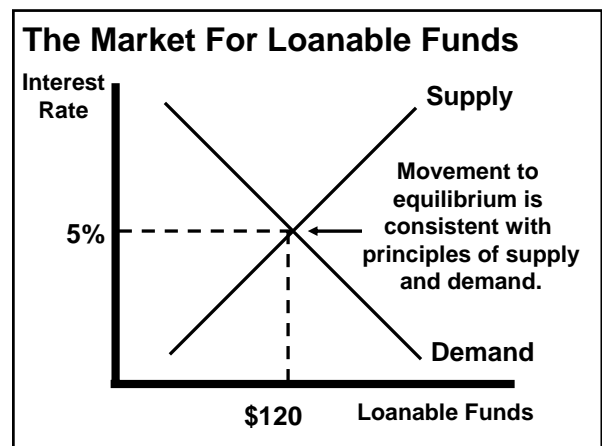 The Market For Loanable Funds
Interest
Rate
Supply
Movement to
equilibrium is
consistent with
principles of supply
and demand.
5%
Demand
$120
Loanable Funds